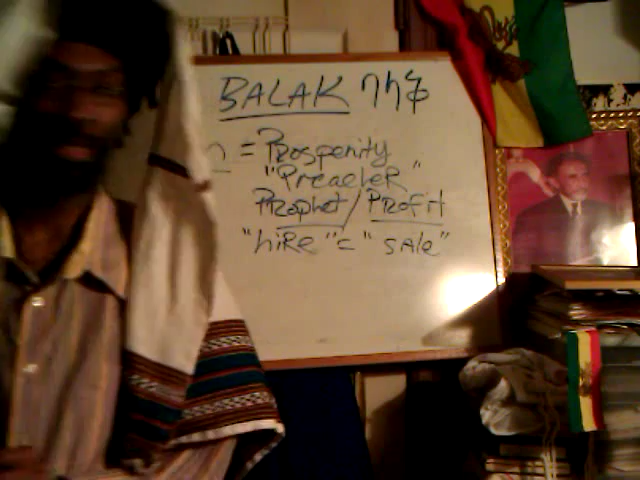 BALAK ባላቅ
= Prosperity
"PreacheR"
Prophet/Profit
"hiRe" = "sale"